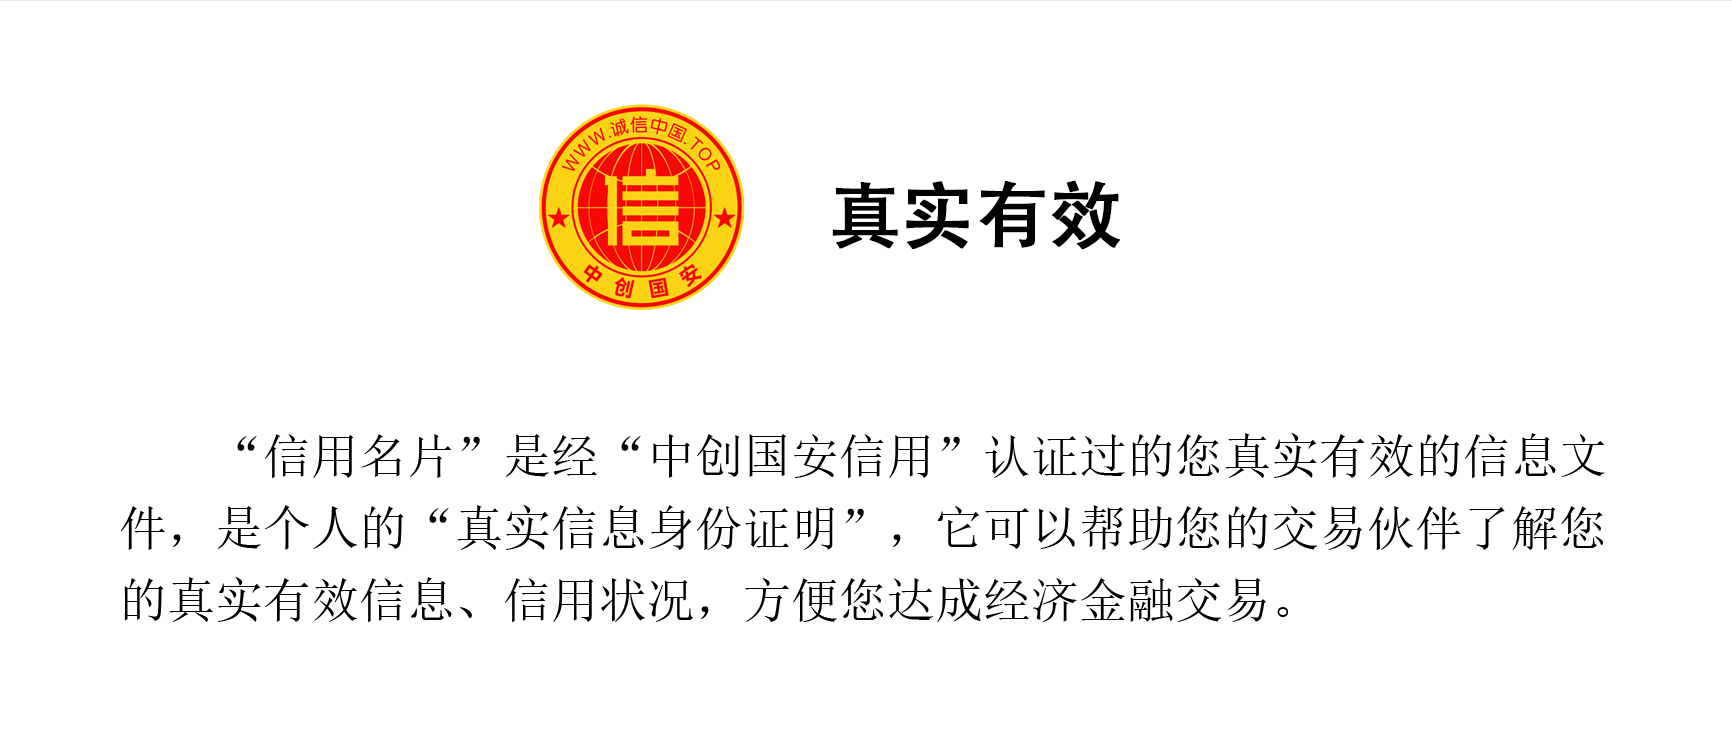 WWW.诚信中国.TOP
信
中创国安
真实有效
“信用名片”是经“中创国安信用”认证过的您真实有效的信息文
件，是个人的“真实信息身份证明”，它可以帮助您的交易伙伴了解您
的真实有效信息、信用状况，方便您达成经济金融交易。